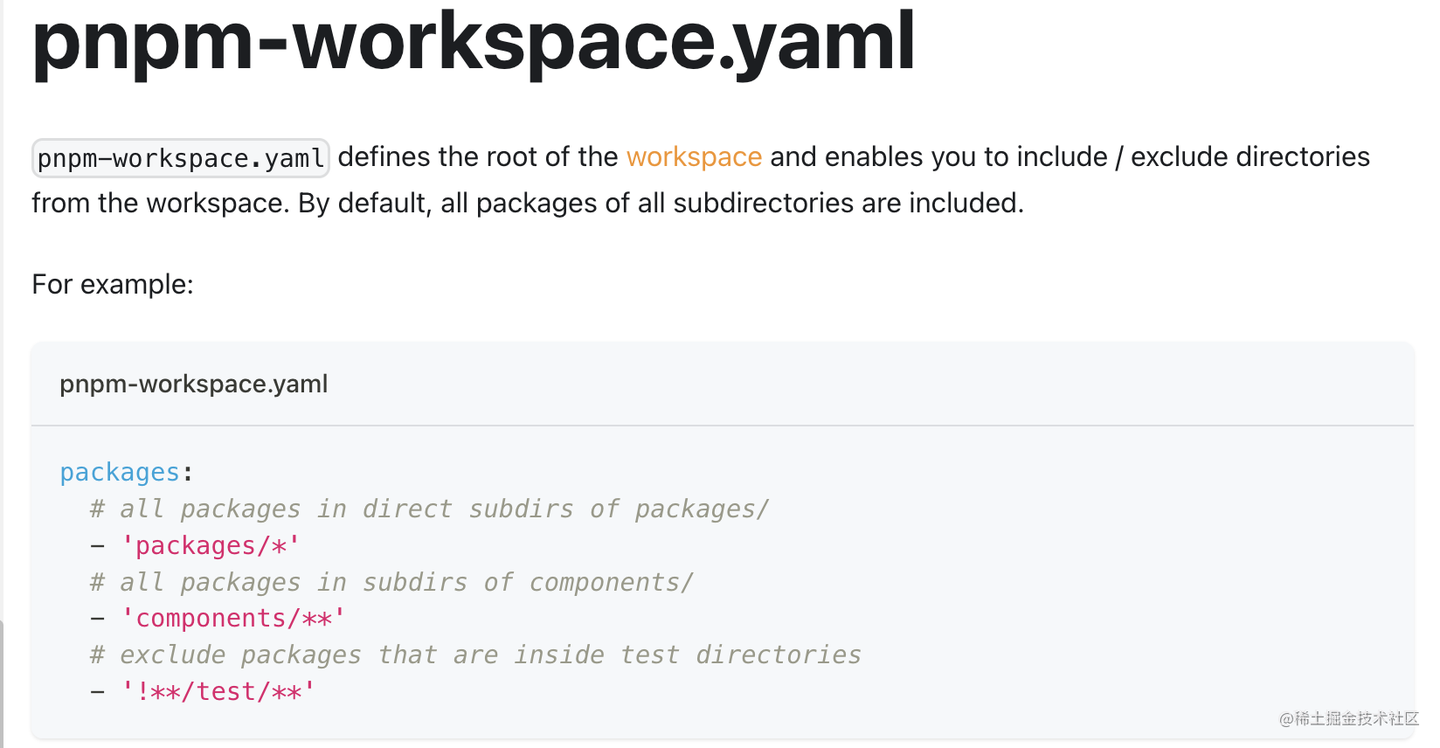 pnpm-workspace.yaml
pnpm-workspace.yaml defines the root of the workspace and enables you to include / exclude directories
from the workspace. By default, all packages of all subdirectories are included.
For example:
pnpm-workspace.yaml
packages:
  # all packages in direct subdirs of packages/
  - 'packages/*'
  # all packages in subdirs of components/
  - 'components/**'
  # exclude packages that are inside test directories
  - '!**/test/**'
@稀土掘金技术社区